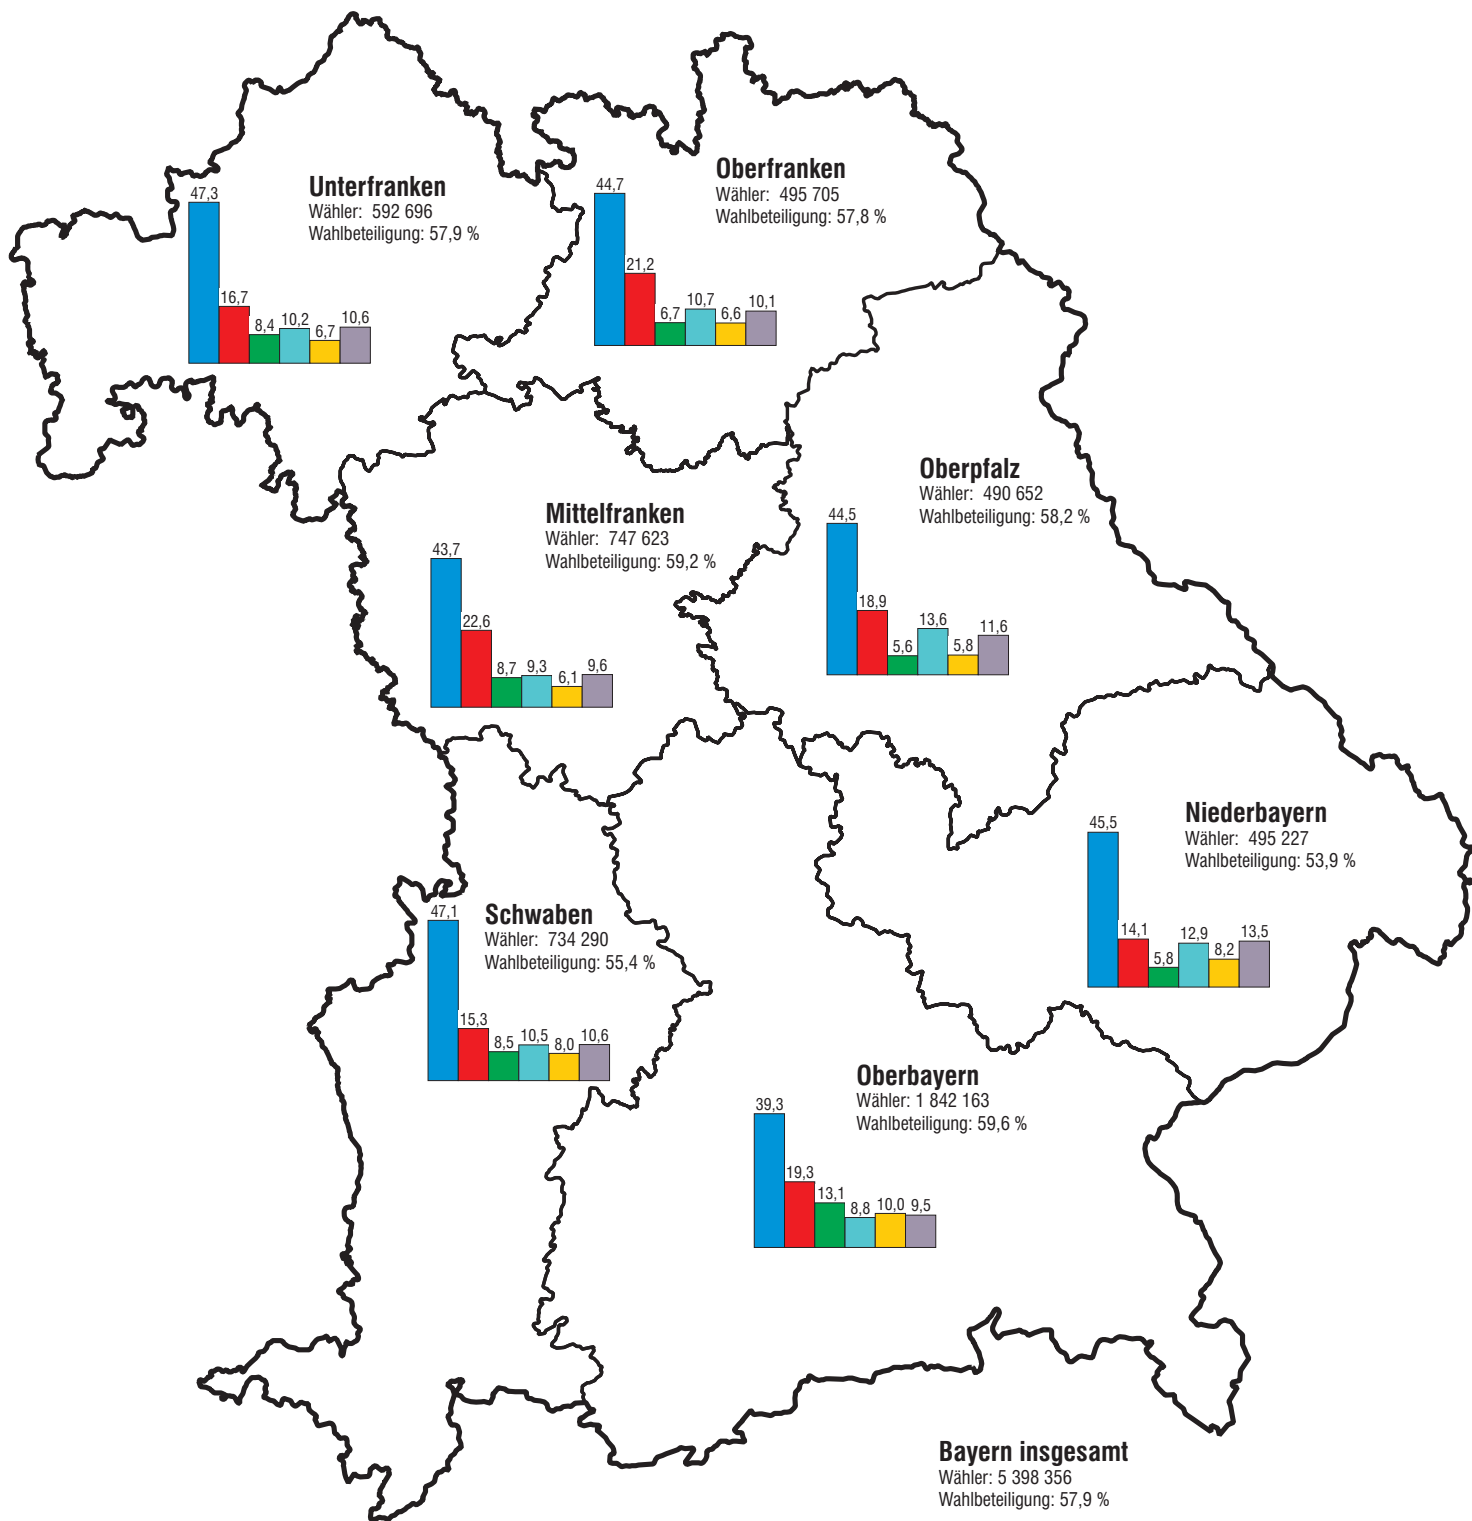 Unterfranken
Wähler: 592 696
Wahlbeteiligung: 57,9 %
47,3
16,7
8,4
10,2
6,7
10,6
Oberfranken
Wähler: 495 705
Wahlbeteiligung: 57,8 %
44,7
21,2
6,7
10,7
6,6
10,1
Oberpfalz
Wähler: 490 652
Wahlbeteiligung: 58,2 %
44,5
18,9
5,6
13,6
5,8
11,6
Mittelfranken
Wähler: 747 623
Wahlbeteiligung: 59,2 %
43,7
22,6
8,7
9,3
6,1
9,6
Niederbayern
Wähler: 495 227
Wahlbeteiligung: 53,9 %
45,5
14,1
5,8
12,9
8,2
13,5
Schwaben
Wähler: 734 290
Wahlbeteiligung: 55,4 %
47,1
15,3
8,5
10,5
8,0
10,6
Oberbayern
Wähler: 1 842 163
Wahlbeteiligung: 59,6 %
39,3
19,3
13,1
8,8
10,0
9,5
Bayern insgesamt
Wähler: 5 398 356
Wahlbeteiligung: 57,9 %